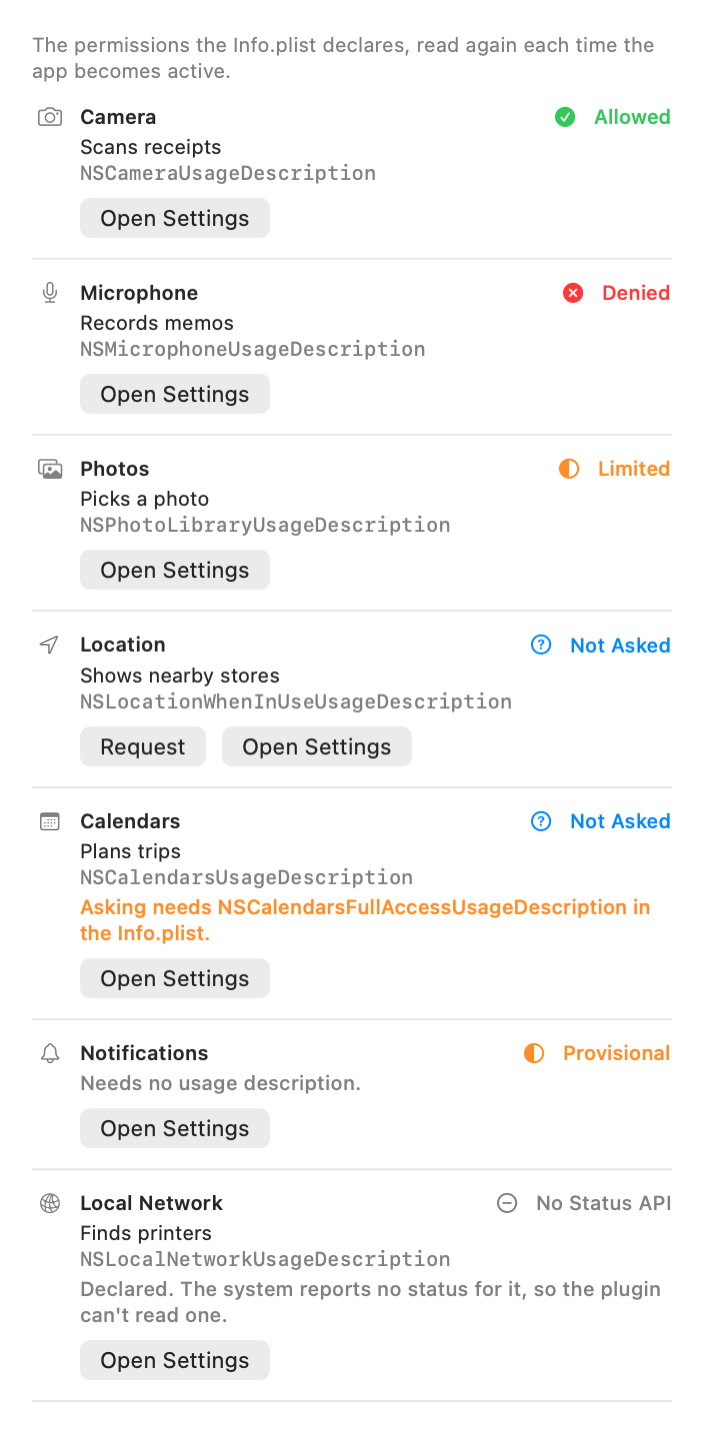 The permissions the Info.plist declares, read again each time the
app becomes active.
Camera
Allowed
Scans receipts
NSCameraUsageDescription
Open Settings
Microphone
Denied
Records memos
NSMicrophoneUsageDescription
Open Settings
Photos
Limited
Picks a photo
NSPhotoLibraryUsageDescription
Open Settings
Location
Not Asked
Shows nearby stores
NSLocationWhenInUseUsageDescription
Request
Open Settings
Calendars
Not Asked
Plans trips
NSCalendarsUsageDescription
Asking needs NSCalendarsFullAccessUsageDescription in
the Info.plist.
Open Settings
Notifications
Provisional
Needs no usage description.
Open Settings
Local Network
No Status API
Finds printers
NSLocalNetworkUsageDescription
Declared. The system reports no status for it, so the plugin
can't read one.
Open Settings